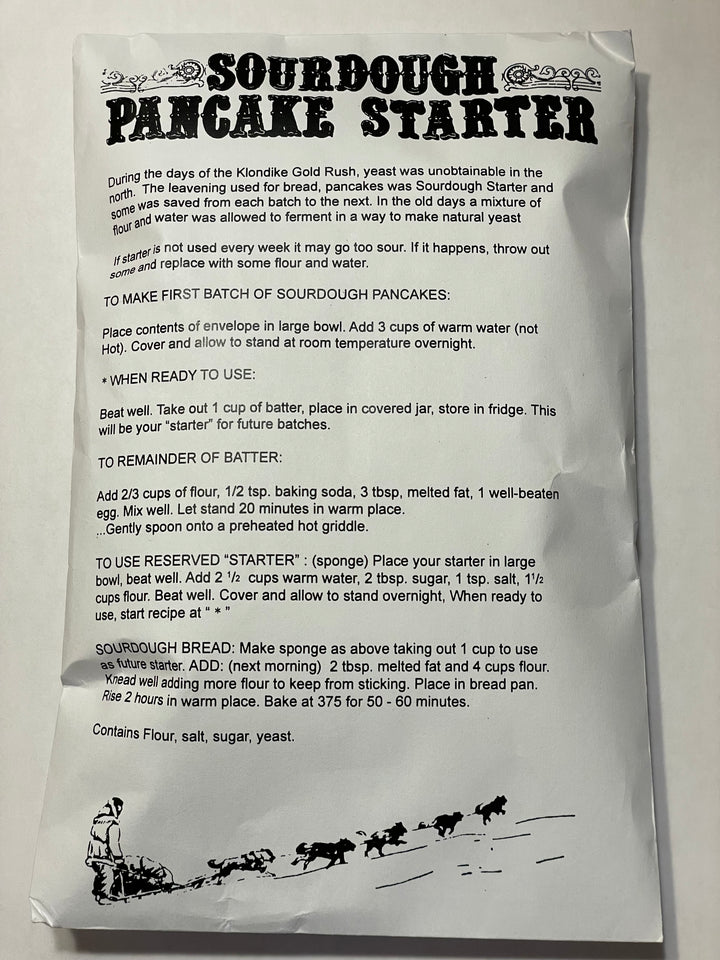 SOURDOUGH
PANCAKE STARTER
During the days of the Klondike Gold Rush, yeast was unobtainable in the
north. The leavening used for bread, pancakes was Sourdough Starter and
some was saved from each batch to the next. In the old days a mixture of
flour and water was allowed to ferment in a way to make natural yeast
If starter is not used every week it may go too sour. If it happens, throw out
some and replace with some flour and water.
TO MAKE FIRST BATCH OF SOURDOUGH PANCAKES:
Place contents of envelope in large bowl. Add 3 cups of warm water (not
Hot). Cover and allow to stand at room temperature overnight.
* WHEN READY TO USE:
Beat well. Take out 1 cup of batter, place in covered jar, store in fridge. This
will be your “starter” for future batches.
TO REMAINDER OF BATTER:
Add 2/3 cups of flour, 1/2 tsp. baking soda, 3 tbsp, melted fat, 1 well-beaten
egg. Mix well. Let stand 20 minutes in warm place.
...Gently spoon onto a preheated hot griddle.
TO USE RESERVED “STARTER” : (sponge) Place your starter in large
bowl, beat well. Add 2 1/2 cups warm water, 2 tbsp. sugar, 1 tsp. salt, 11/2
cups flour. Beat well. Cover and allow to stand overnight, When ready to
use, start recipe at “ * ”
SOURDOUGH BREAD: Make sponge as above taking out 1 cup to use
as future starter. ADD: (next morning) 2 tbsp. melted fat and 4 cups flour.
Knead well adding more flour to keep from sticking. Place in bread pan.
Rise 2 hours in warm place. Bake at 375 for 50 - 60 minutes.
Contains Flour, salt, sugar, yeast.